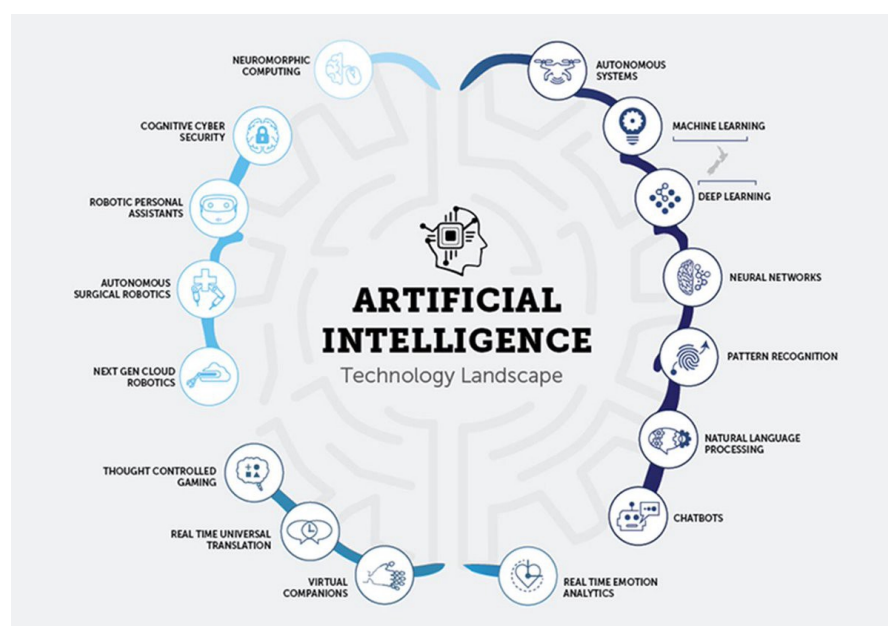 NEUROMORPHIC
COMPUTING
AUTONOMOUS
SYSTEMS
COGNITIVE CYBER
SECURITY
MACHINE LEARNING
ROBOTIC PERSONAL
ASSISTANTS
DEEP LEARNING
AUTONOMOUS
SURGICAL ROBOTICS
NEURAL NETWORKS
ARTIFICIAL
INTELLIGENCE
Technology Landscape
NEXT GEN CLOUD
ROBOTICS
PATTERN RECOGNITION
NATURAL LANGUAGE
PROCESSING
THOUGHT CONTROLLED
GAMING
CHATBOTS
REAL TIME UNIVERSAL
TRANSLATION
VIRTUAL
COMPANIONS
REAL TIME EMOTION
ANALYTICS